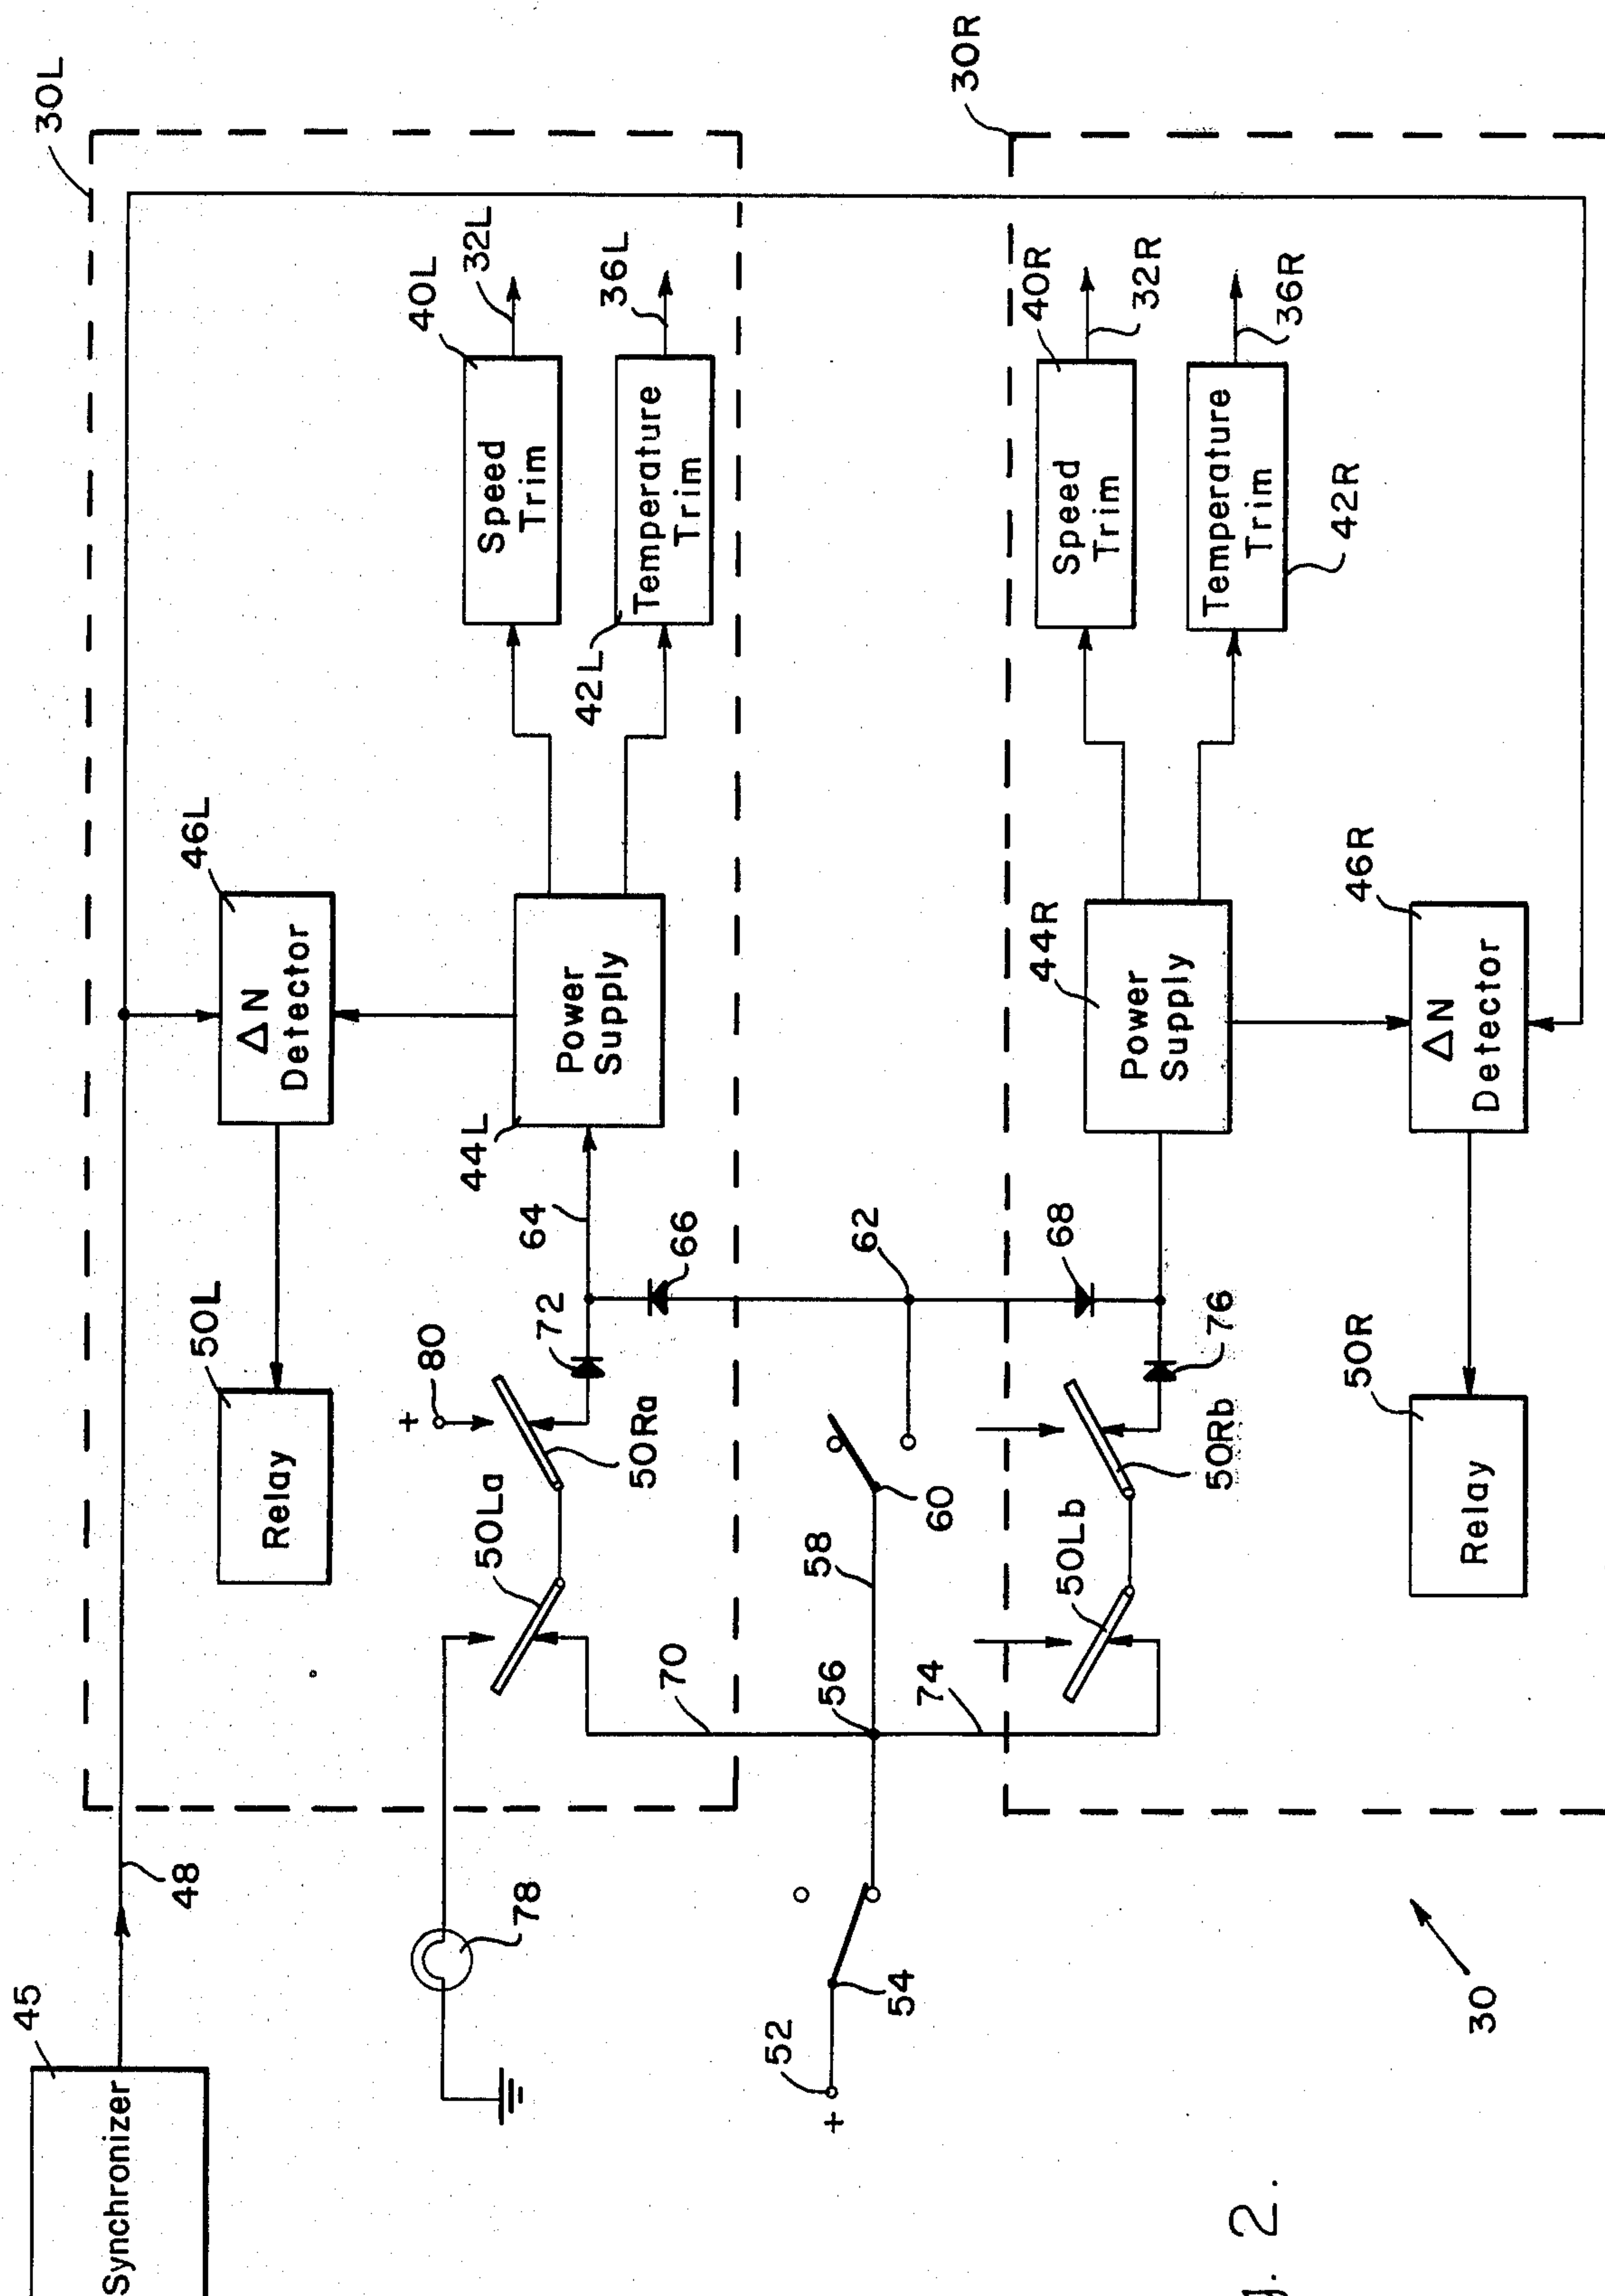 45
Synchronizer
48
30L
50L
Relay
46L
ΔN
Detector
78
50La
+
80
50Ra
72
64
66
44L
Power
Supply
40L
Speed
Trim
32L
42L
Temperature
Trim
36L
52
+
54
70
56
58
60
62
74
30R
50Lb
50Rb
76
68
44R
Power
Supply
40R
Speed
Trim
32R
Temperature
Trim
42R
36R
50R
Relay
46R
ΔN
Detector
30
2.